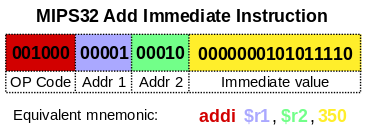 MIPS32 Add Immediate Instruction
001000 00001 00010 0000000101011110
OP Code Addr 1 Addr 2 Immediate value
Equivalent mnemonic: addi $r1, $r2, 350